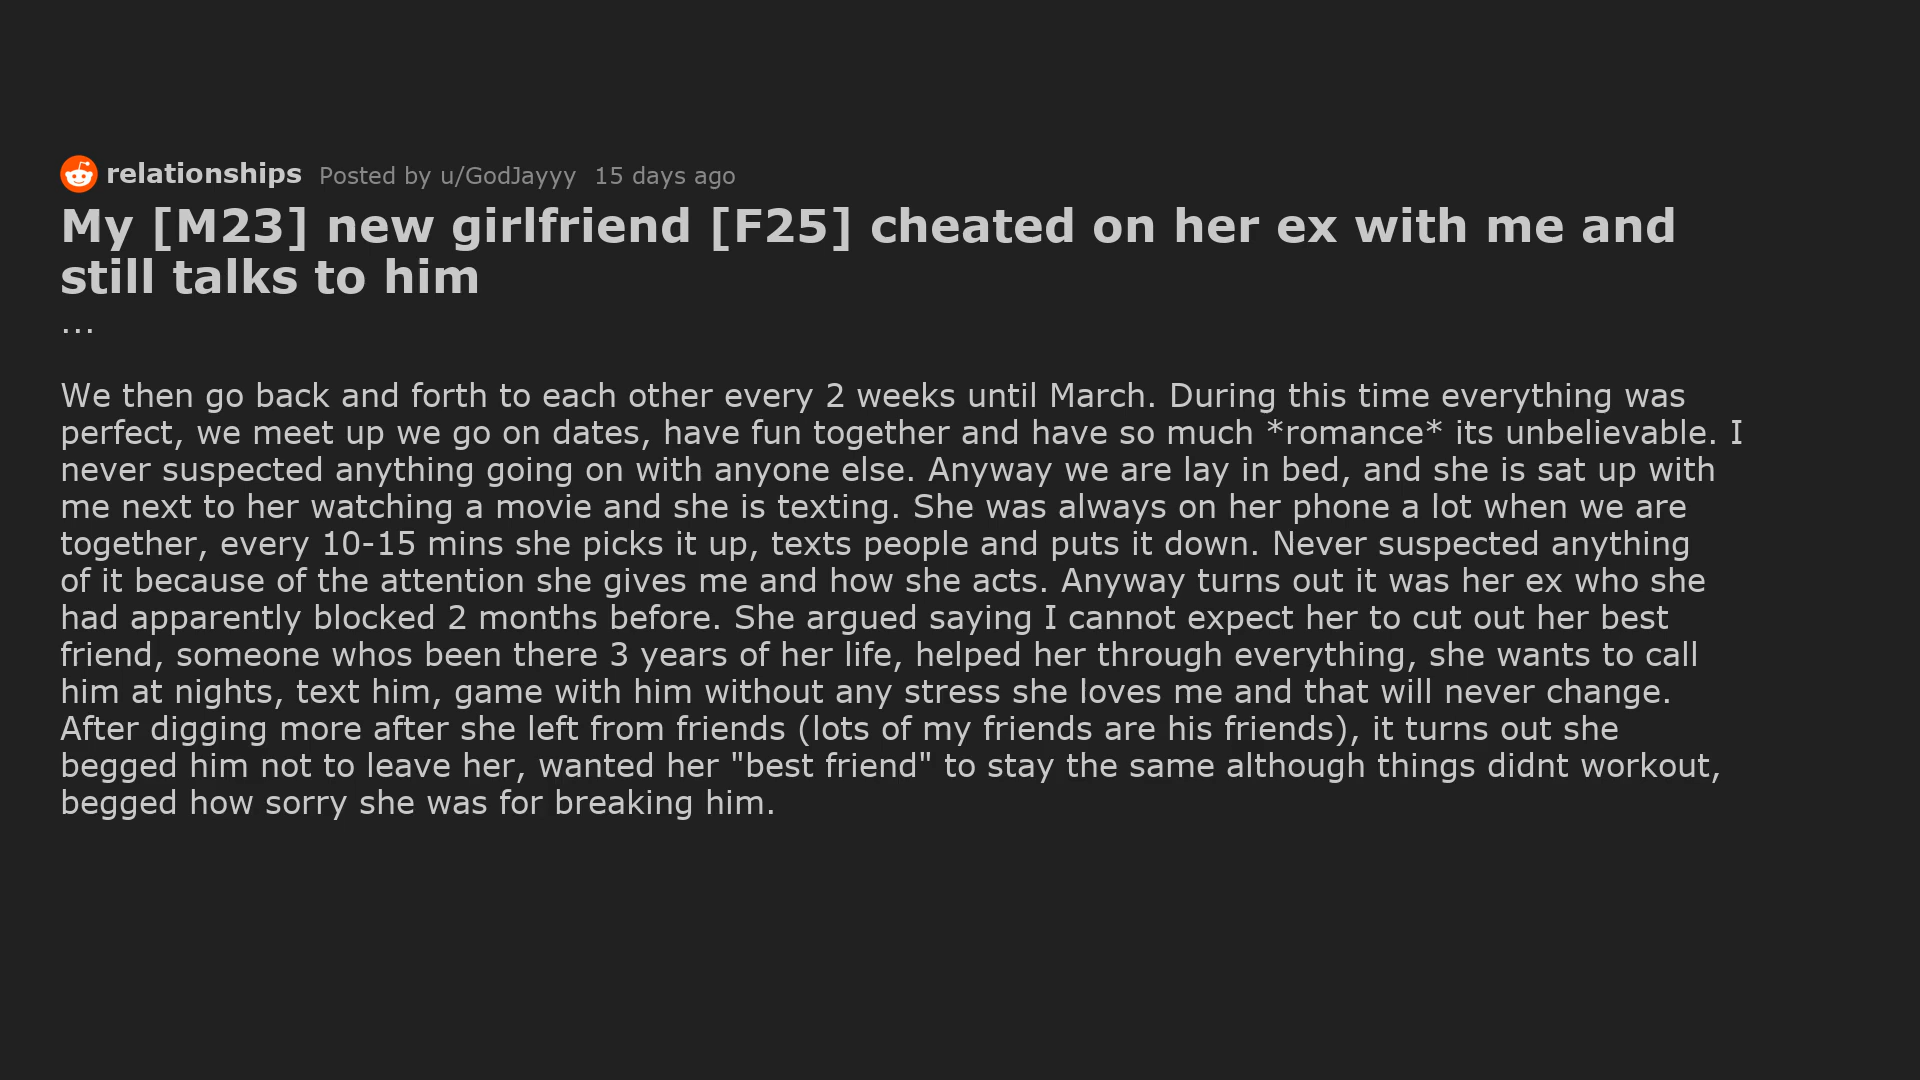 relationships Posted by u/GodJayyy 15 days ago
My [M23] new girlfriend [F25] cheated on her ex with me and
still talks to him
...
We then go back and forth to each other every 2 weeks until March. During this time everything was
perfect, we meet up we go on dates, have fun together and have so much *romance* its unbelievable. I
never suspected anything going on with anyone else. Anyway we are lay in bed, and she is sat up with
me next to her watching a movie and she is texting. She was always on her phone a lot when we are
together, every 10-15 mins she picks it up, texts people and puts it down. Never suspected anything
of it because of the attention she gives me and how she acts. Anyway turns out it was her ex who she
had apparently blocked 2 months before. She argued saying I cannot expect her to cut out her best
friend, someone whos been there 3 years of her life, helped her through everything, she wants to call
him at nights, text him, game with him without any stress she loves me and that will never change.
After digging more after she left from friends (lots of my friends are his friends), it turns out she
begged him not to leave her, wanted her "best friend" to stay the same although things didnt workout,
begged how sorry she was for breaking him.